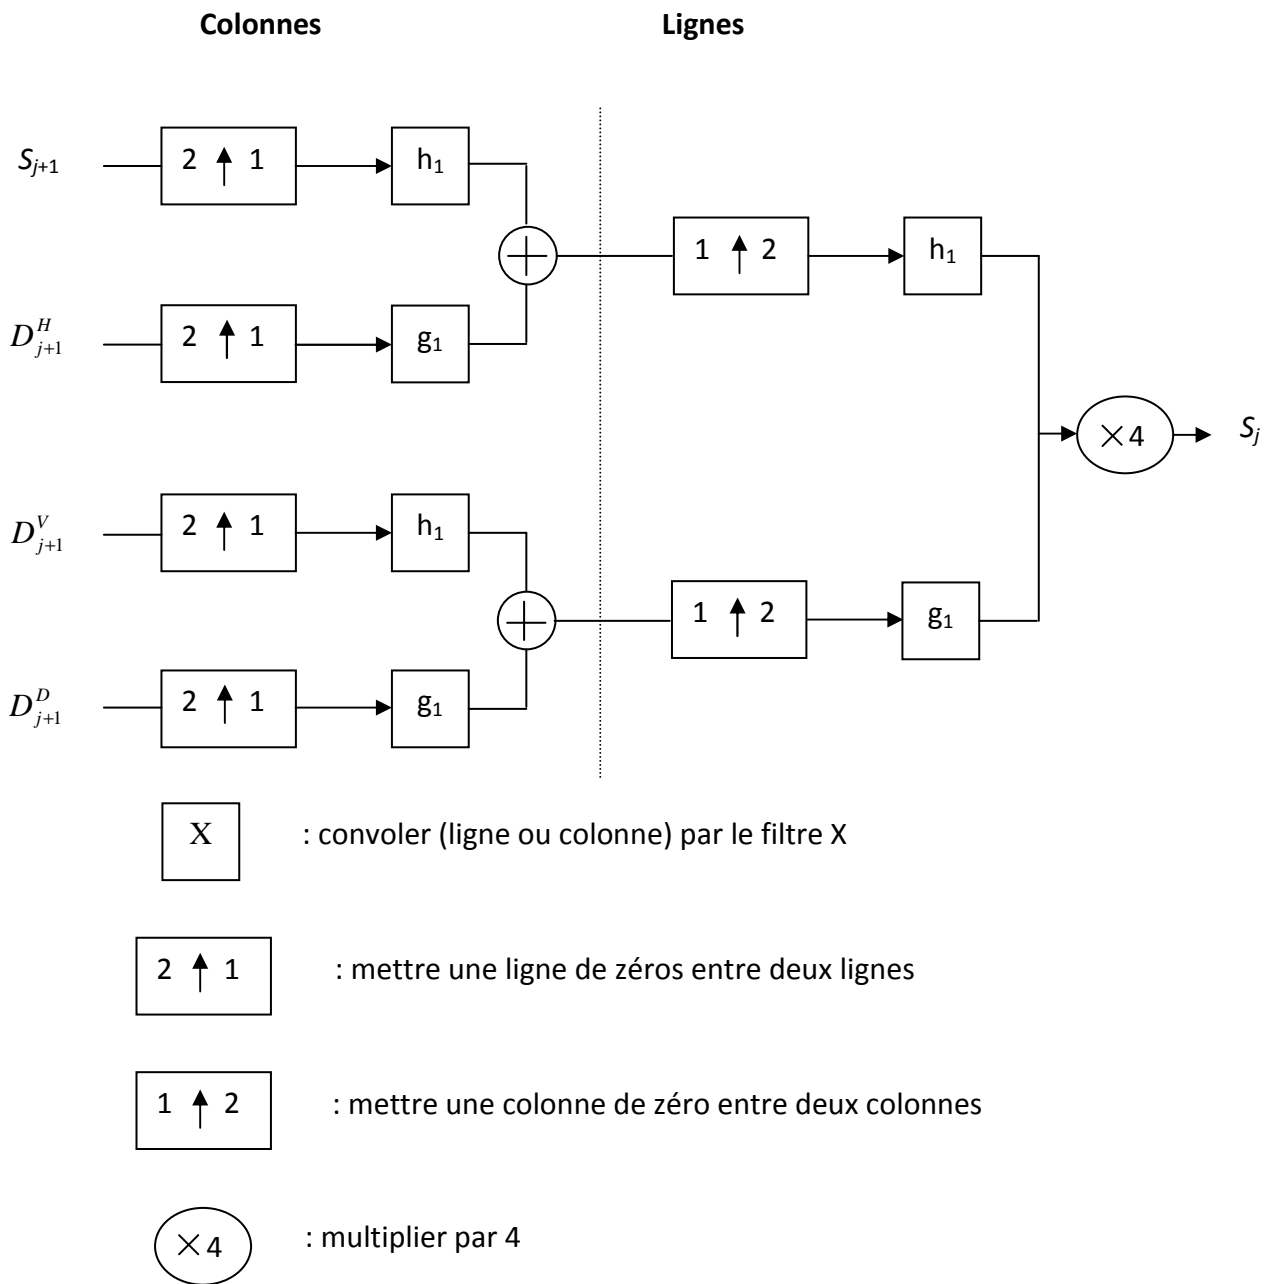 Colonnes Lignes
S_{j+1} 2 ↑ 1 h₁
1 ↑ 2 h₁
D_{j+1}^{H} 2 ↑ 1 g₁
×4 S_j
D_{j+1}^{V} 2 ↑ 1 h₁
1 ↑ 2 g₁
D_{j+1}^{D} 2 ↑ 1 g₁
X : convoler (ligne ou colonne) par le filtre X
2 ↑ 1 : mettre une ligne de zéros entre deux lignes
1 ↑ 2 : mettre une colonne de zéro entre deux colonnes
×4 : multiplier par 4